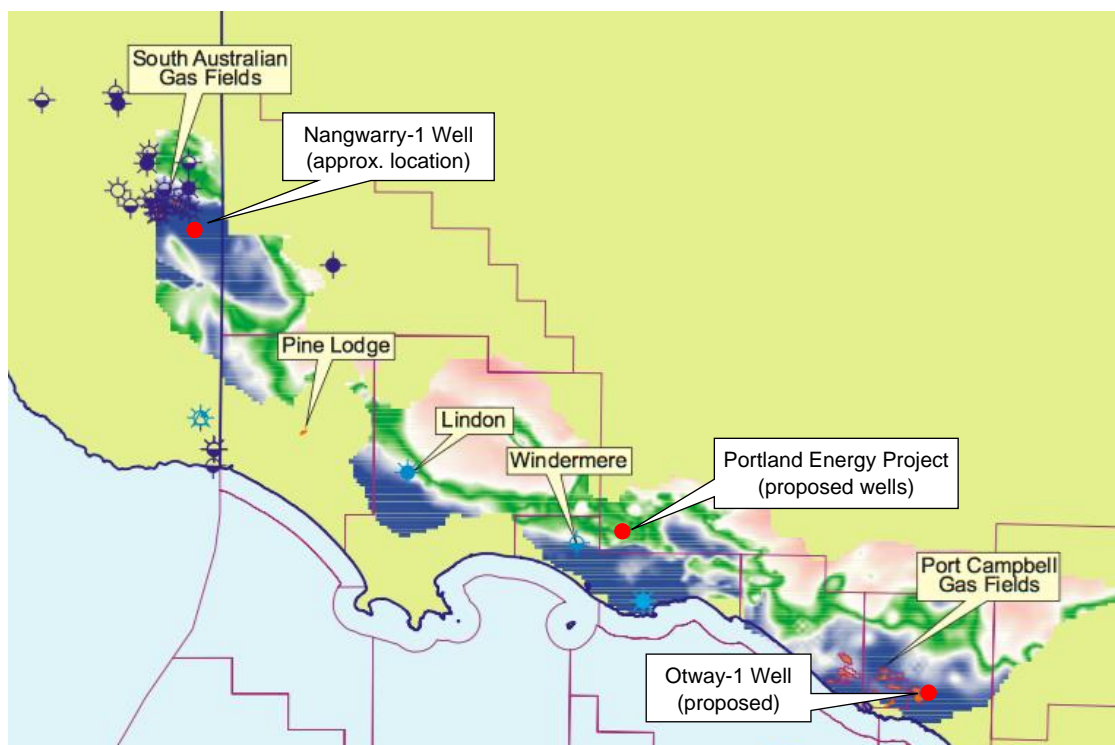 South Australian
Gas Fields
Nangwarry-1 Well
(approx. location)
Pine Lodge
Lindon
Windermere
Portland Energy Project
(proposed wells)
Port Campbell
Gas Fields
Otway-1 Well
(proposed)